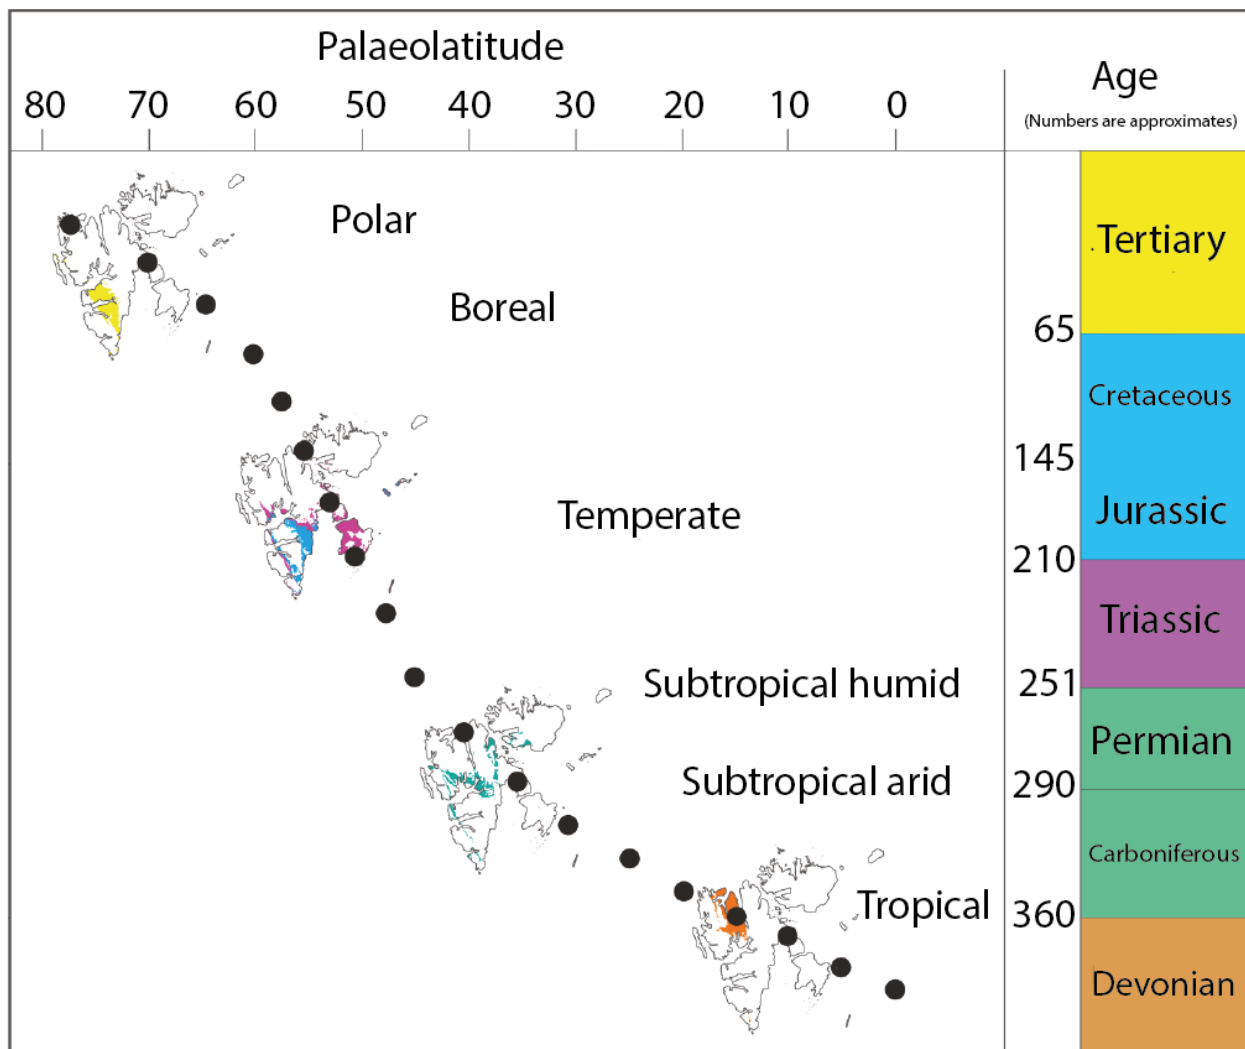 Palaeolatitude
Age
80 70 60 50 40 30 20 10 0
(Numbers are approximates)
Polar
Tertiary
Boreal
65
Cretaceous
145
Temperate
Jurassic
210
Triassic
Subtropical humid
251
Permian
Subtropical arid
290
Carboniferous
Tropical
360
Devonian